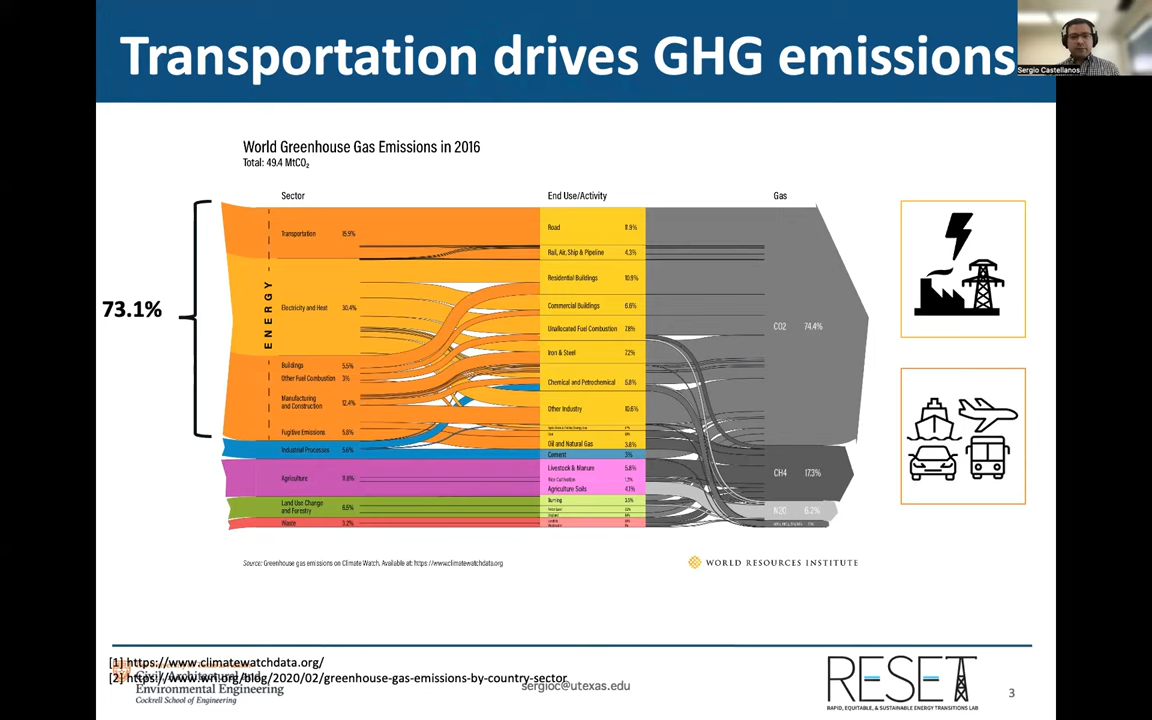 Transportation drives GHG emissions
Sergio Castellanos
World Greenhouse Gas Emissions in 2016
Total: 49.4 MtCO₂
Sector
End Use/Activity
Gas
73.1%
ENERGY
Transportation 15.9%
Electricity and Heat 30.4%
Buildings 5.5%
Other Fuel Combustion 3%
Manufacturing
and Construction 12.4%
Fugitive Emissions 5.8%
Industrial Processes 5.6%
Agriculture 11.8%
Land Use Change
and Forestry 6.5%
Waste 3.2%
Road 11.9%
Rail, Air, Ship & Pipeline 4.3%
Residential Buildings 10.9%
Commercial Buildings 6.6%
Unallocated Fuel Combustion 7.8%
Iron & Steel 7.2%
Chemical and Petrochemical 5.8%
Other Industry 10.6%
Oil and Natural Gas 3.8%
Cement 3%
Livestock & Manure 5.8%
Rice Cultivation 1.3%
Agriculture Soils 4.1%
Burning 3.5%
CO2 74.4%
CH4 17.3%
N2O 6.2%
Source: Greenhouse gas emissions on Climate Watch. Available at: https://www.climatewatchdata.org
WORLD RESOURCES INSTITUTE
[1] https://www.climatewatchdata.org/
[2] https://www.wri.org/blog/2020/02/greenhouse-gas-emissions-by-country-sector
Civil, Architectural and
Environmental Engineering
Cockrell School of Engineering
sergioc@utexas.edu
RESET
RAPID, EQUITABLE, & SUSTAINABLE ENERGY TRANSITIONS LAB
3